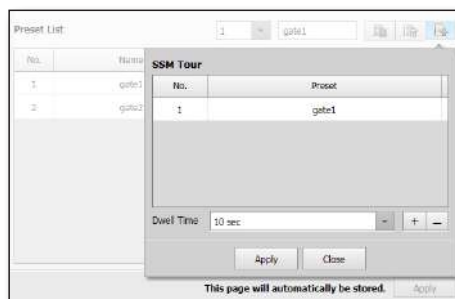 Preset List
1
gate1
No.
Name
1
gate1
2
gate2
SSM Tour
No.
Preset
1
gate1
Dwell Time
10 sec
+
−
Apply
Close
This page will automatically be stored.
Apply